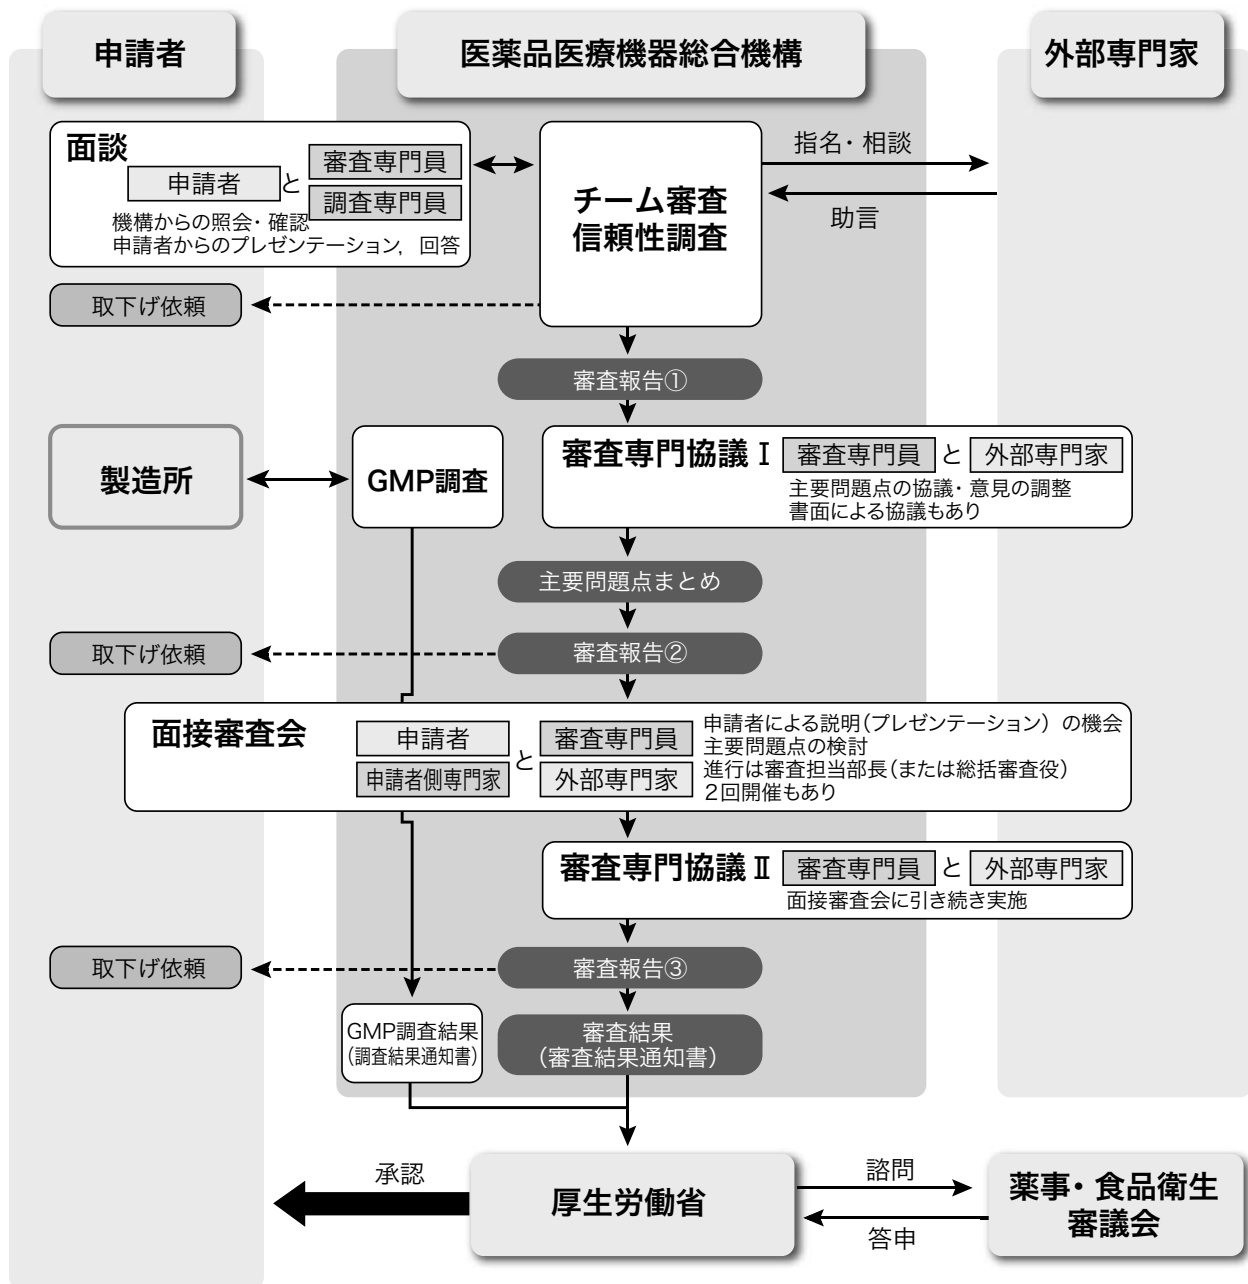 申請者
医薬品医療機器総合機構
外部専門家
面談
申請者
と
審査専門員
調査専門員
機構からの照会・確認
申請者からのプレゼンテーション,　回答
チーム審査
信頼性調査
指名・相談
助言
取下げ依頼
審査報告①
製造所
GMP調査
審査専門協議Ⅰ
審査専門員
と
外部専門家
主要問題点の協議・意見の調整
書面による協議もあり
主要問題点まとめ
取下げ依頼
審査報告②
面接審査会
申請者
申請者側専門家
と
審査専門員
外部専門家
申請者による説明(プレゼンテーション) の機会
主要問題点の検討
進行は審査担当部長(または総括審査役)
2回開催もあり
審査専門協議Ⅱ
審査専門員
と
外部専門家
面接審査会に引き続き実施
取下げ依頼
審査報告③
GMP調査結果
(調査結果通知書)
審査結果
(審査結果通知書)
承認
厚生労働省
諮問
答申
薬事・食品衛生
審議会